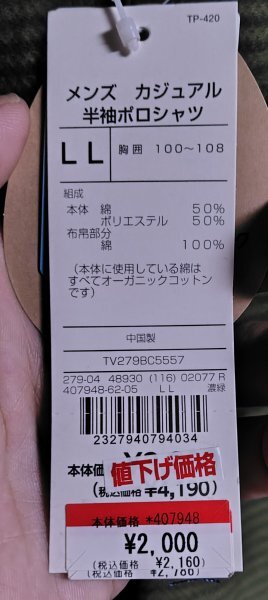 TP-420
メンズ カジュアル
半袖ポロシャツ
LL 胸囲 100～108
組成
本体 綿 50%
ポリエステル 50%
布帛部分
綿 100%
（本体に使用している綿は
すべてオーガニックコットン
です）
中国製
TV279BC5557
279-04 48930 (116) 02077 R
407948-62-05 LL 濃緑
2327940794034
本体価
値下げ価格
(税込価格 ¥4,190)
本体価格 *407948
¥2,000
(税込価格 ¥2,160)